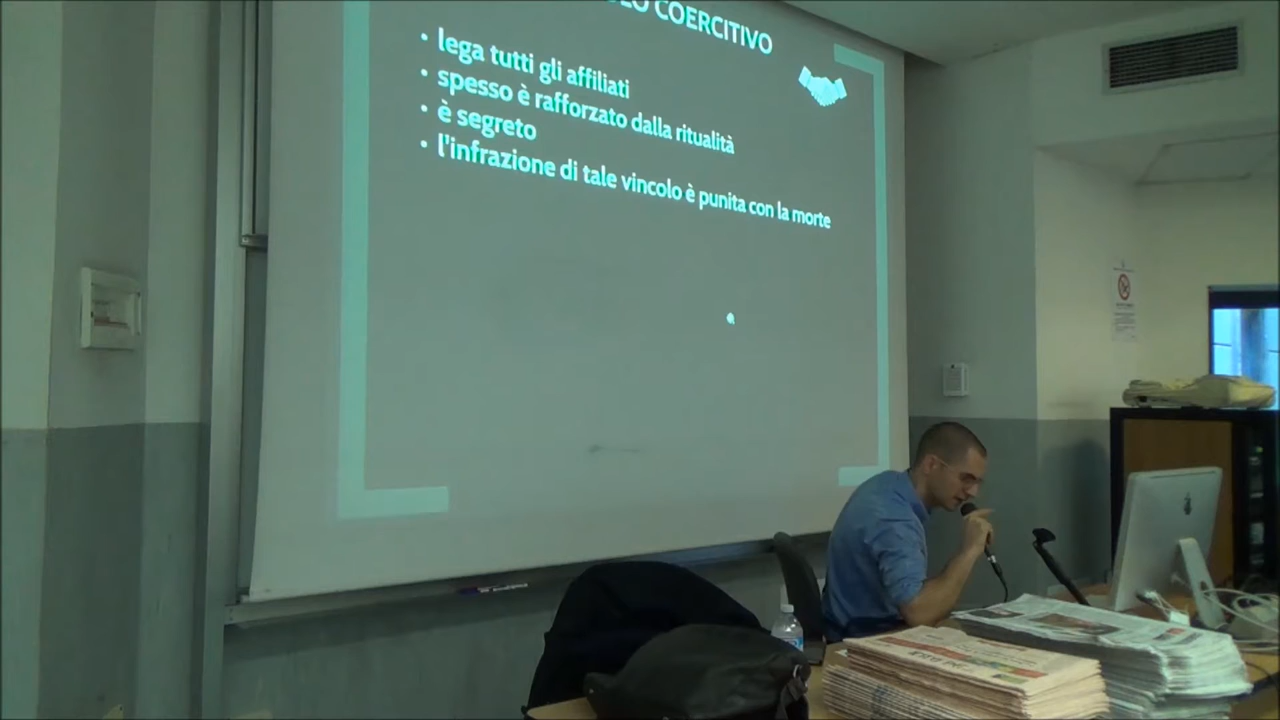 COERCITIVO
• lega tutti gli affiliati
• spesso è rafforzato dalla ritualità
• è segreto
• l'infrazione di tale vincolo è punita con la morte